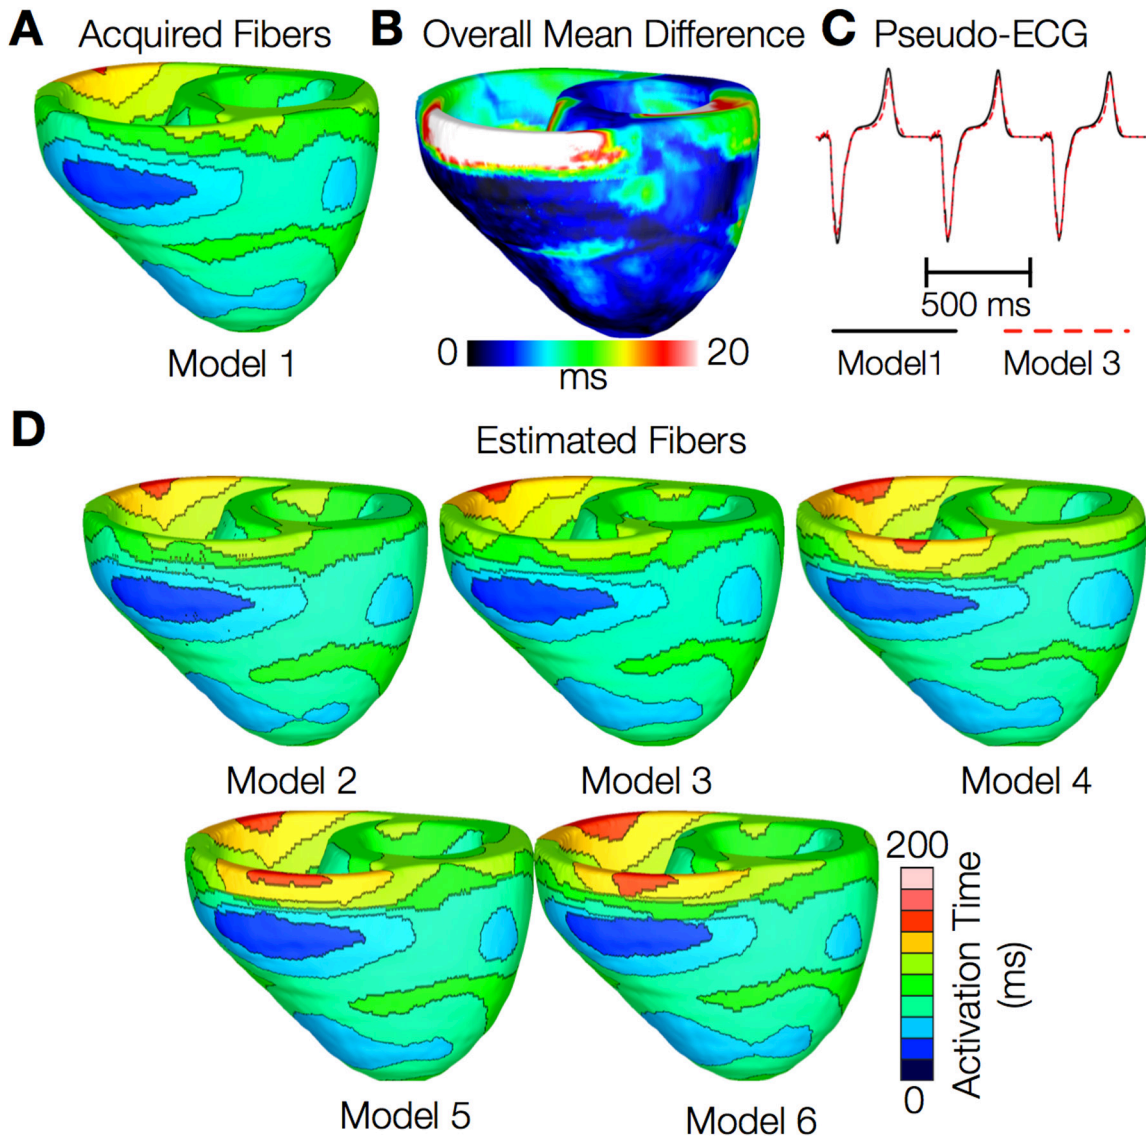 A Acquired Fibers
B Overall Mean Difference
C Pseudo-ECG
Model 1
0 20
ms
500 ms
Model1 Model 3
D
Estimated Fibers
Model 2 Model 3 Model 4
Model 5 Model 6
200
0
Activation Time
(ms)